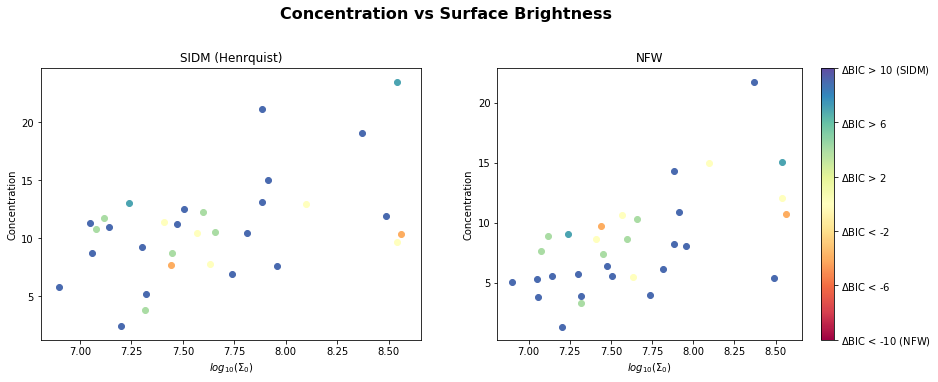 Concentration vs Surface Brightness
SIDM (Henrquist)
Concentration
20
15
10
5
7.00 7.25 7.50 7.75 8.00 8.25 8.50
log10(Σ0)
NFW
Concentration
20
15
10
5
7.00 7.25 7.50 7.75 8.00 8.25 8.50
log10(Σ0)
ΔBIC > 10 (SIDM)
ΔBIC > 6
ΔBIC > 2
ΔBIC < -2
ΔBIC < -6
ΔBIC < -10 (NFW)